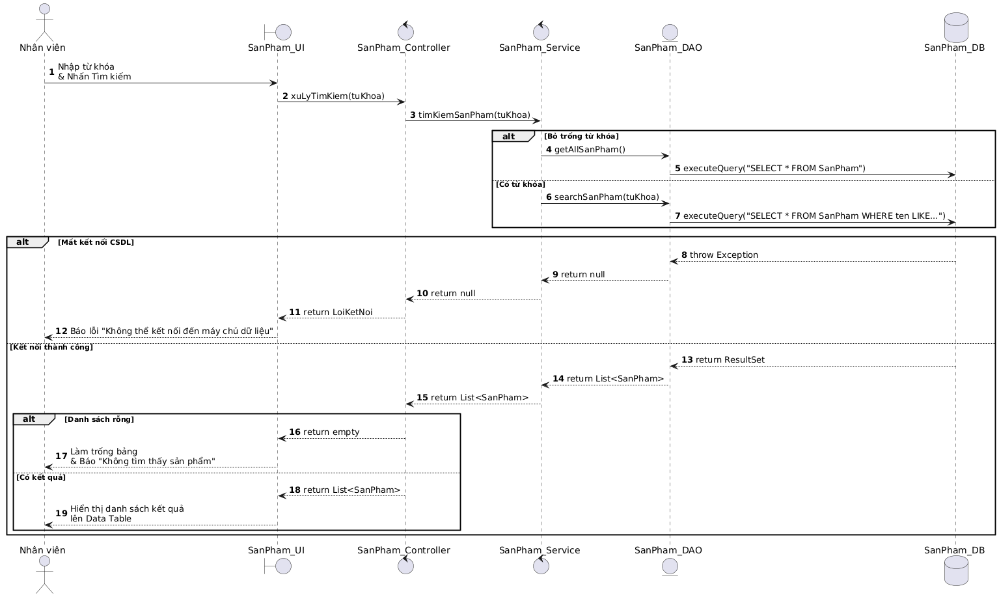 Nhân viên
SanPham_UI
SanPham_Controller
SanPham_Service
SanPham_DAO
SanPham_DB
1 Nhập từ khóa
& Nhấn Tìm kiếm
2 xuLyTimKiem(tuKhoa)
3 timKiemSanPham(tuKhoa)
alt [Bỏ trống từ khóa]
4 getAllSanPham()
5 executeQuery("SELECT * FROM SanPham")
[Có từ khóa]
6 searchSanPham(tuKhoa)
7 executeQuery("SELECT * FROM SanPham WHERE ten LIKE...")
alt [Mất kết nối CSDL]
8 throw Exception
9 return null
10 return null
11 return LoiKetNoi
12 Báo lỗi "Không thể kết nối đến máy chủ dữ liệu"
[Kết nối thành công]
13 return ResultSet
14 return List<SanPham>
15 return List<SanPham>
alt [Danh sách rỗng]
16 return empty
17 Làm trống bảng
& Báo "Không tìm thấy sản phẩm"
[Có kết quả]
18 return List<SanPham>
19 Hiển thị danh sách kết quả
lên Data Table
Nhân viên
SanPham_UI
SanPham_Controller
SanPham_Service
SanPham_DAO
SanPham_DB